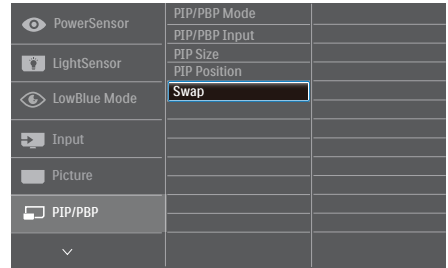 PowerSensor
LightSensor
LowBlue Mode
Input
Picture
PIP/PBP
PIP/PBP Mode
PIP/PBP Input
PIP Size
PIP Position
Swap